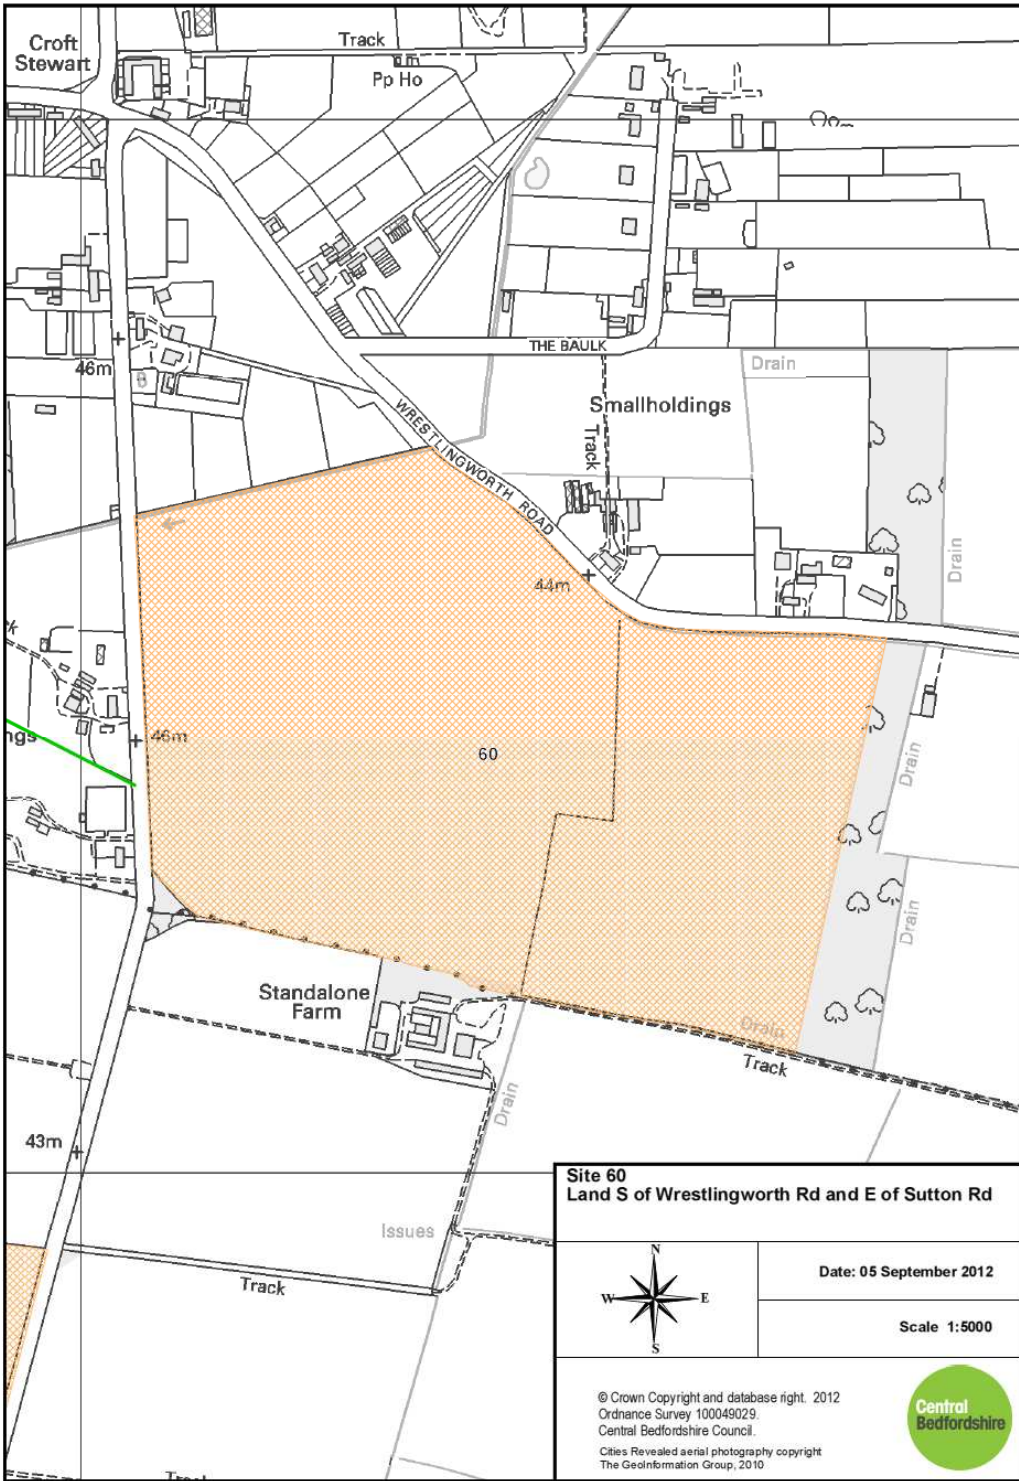 Croft
Stewart
Track
Pp Ho
THE BAULK
46m
Drain
Smallholdings
WRESTLINGWORTH ROAD
Track
Drain
44m
46m
ngs
60
Drain
Drain
Standalone
Farm
Drain
Track
Drain
43m
Issues
Track
Site 60
Land S of Wrestlingworth Rd and E of Sutton Rd
N
W
E
S
Date: 05 September 2012
Scale 1:5000
© Crown Copyright and database right. 2012
Ordnance Survey 100049029.
Central Bedfordshire Council.
Cities Revealed aerial photography copyright
The GeoInformation Group, 2010
Central
Bedfordshire